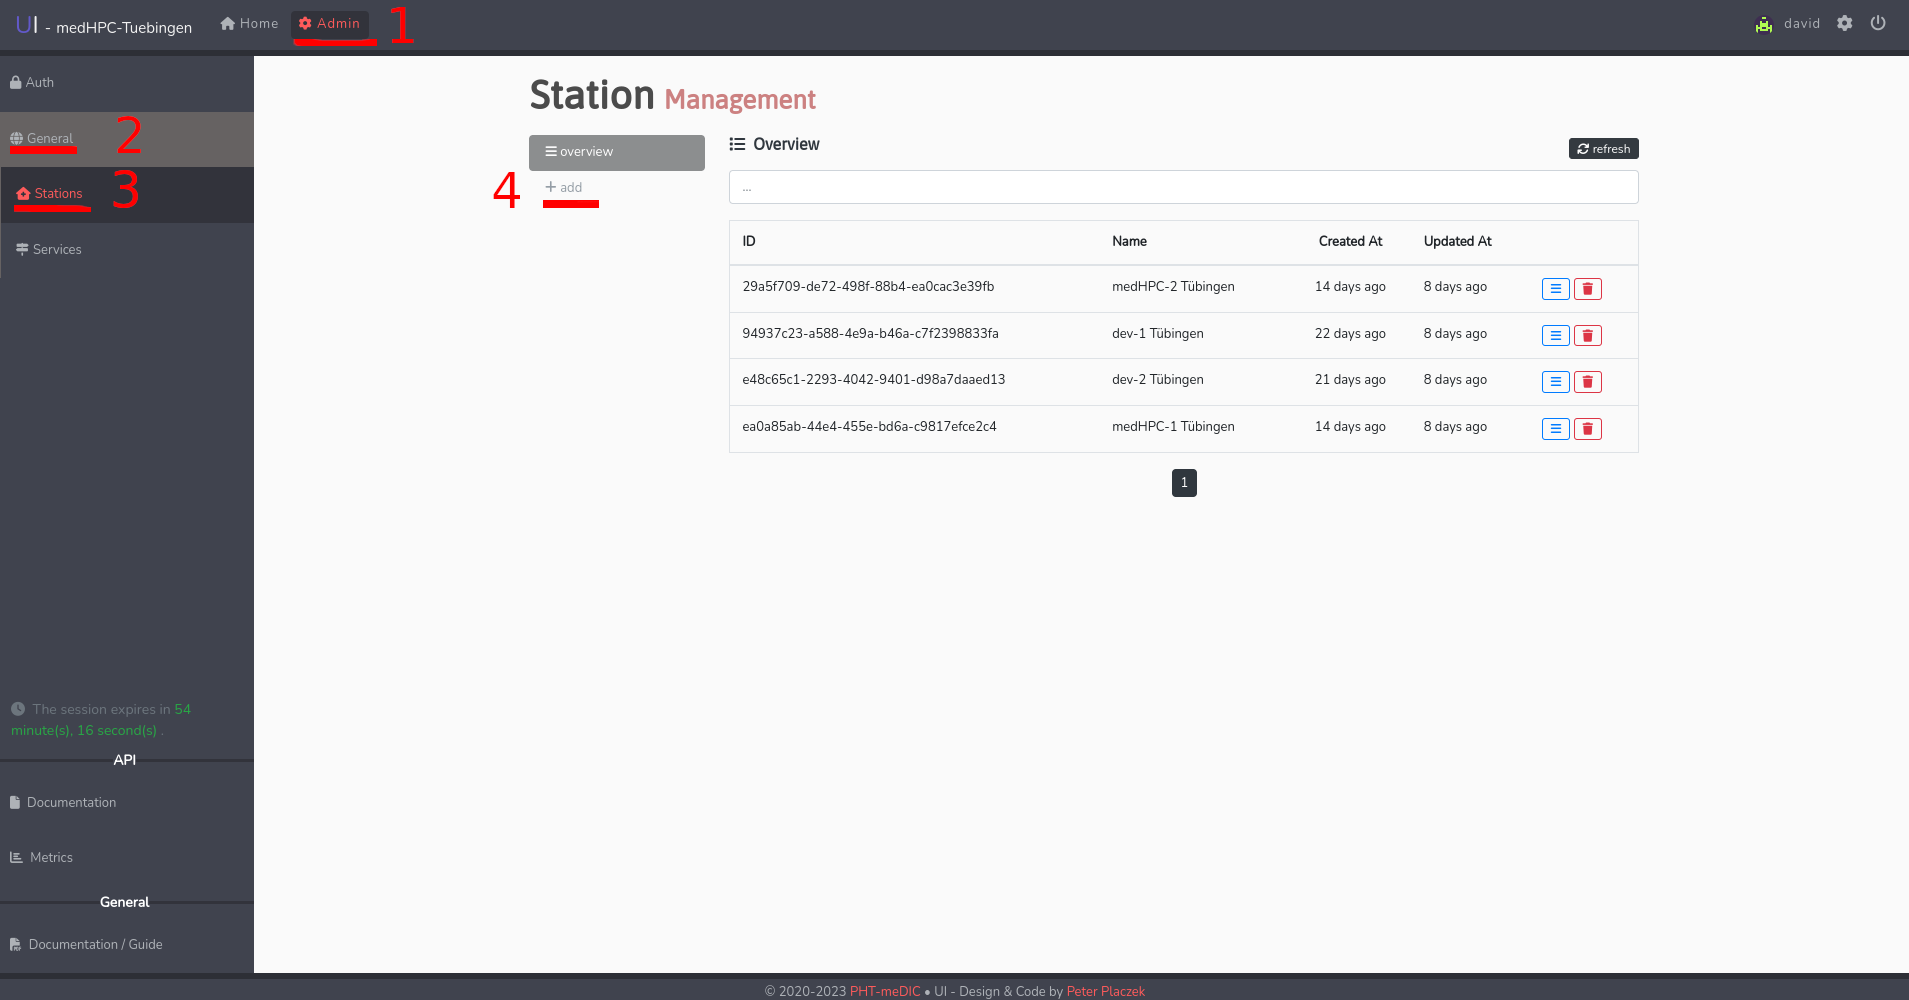 UI - medHPC-Tuebingen Home Admin 1 david
Auth
General 2
Stations 3
Services
Station Management
overview
4 add
Overview
refresh
...
ID Name Created At Updated At
29a5f709-de72-498f-88b4-ea0cac3e39fb medHPC-2 Tübingen 14 days ago 8 days ago
94937c23-a588-4e9a-b46a-c7f2398833fa dev-1 Tübingen 22 days ago 8 days ago
e48c65c1-2293-4042-9401-d98a7daaed13 dev-2 Tübingen 21 days ago 8 days ago
ea0a85ab-44e4-455e-bd6a-c9817efce2c4 medHPC-1 Tübingen 14 days ago 8 days ago
1
The session expires in 54
minute(s), 16 second(s) .
API
Documentation
Metrics
General
Documentation / Guide
© 2020-2023 PHT-meDIC • UI - Design & Code by Peter Placzek